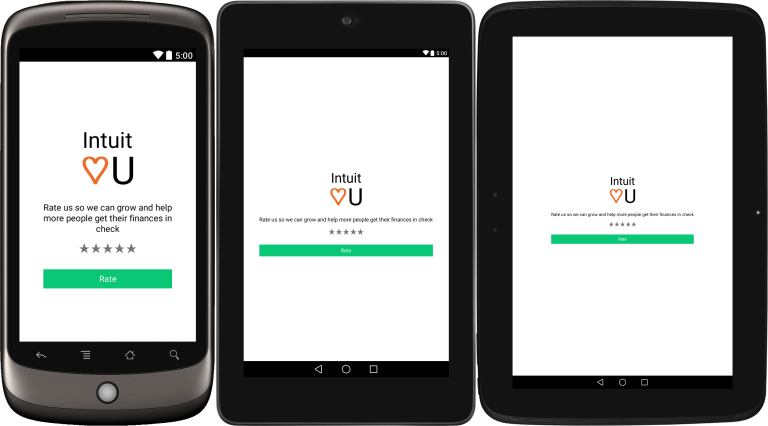 5:00
Intuit
♡U
Rate us so we can grow and help
more people get their finances in
check
Rate
5:00
Intuit
♡U
Rate us so we can grow and help more people get their finances in check
Rate
Intuit
♡U
Rate us so we can grow and help more people get their finances in check
Rate